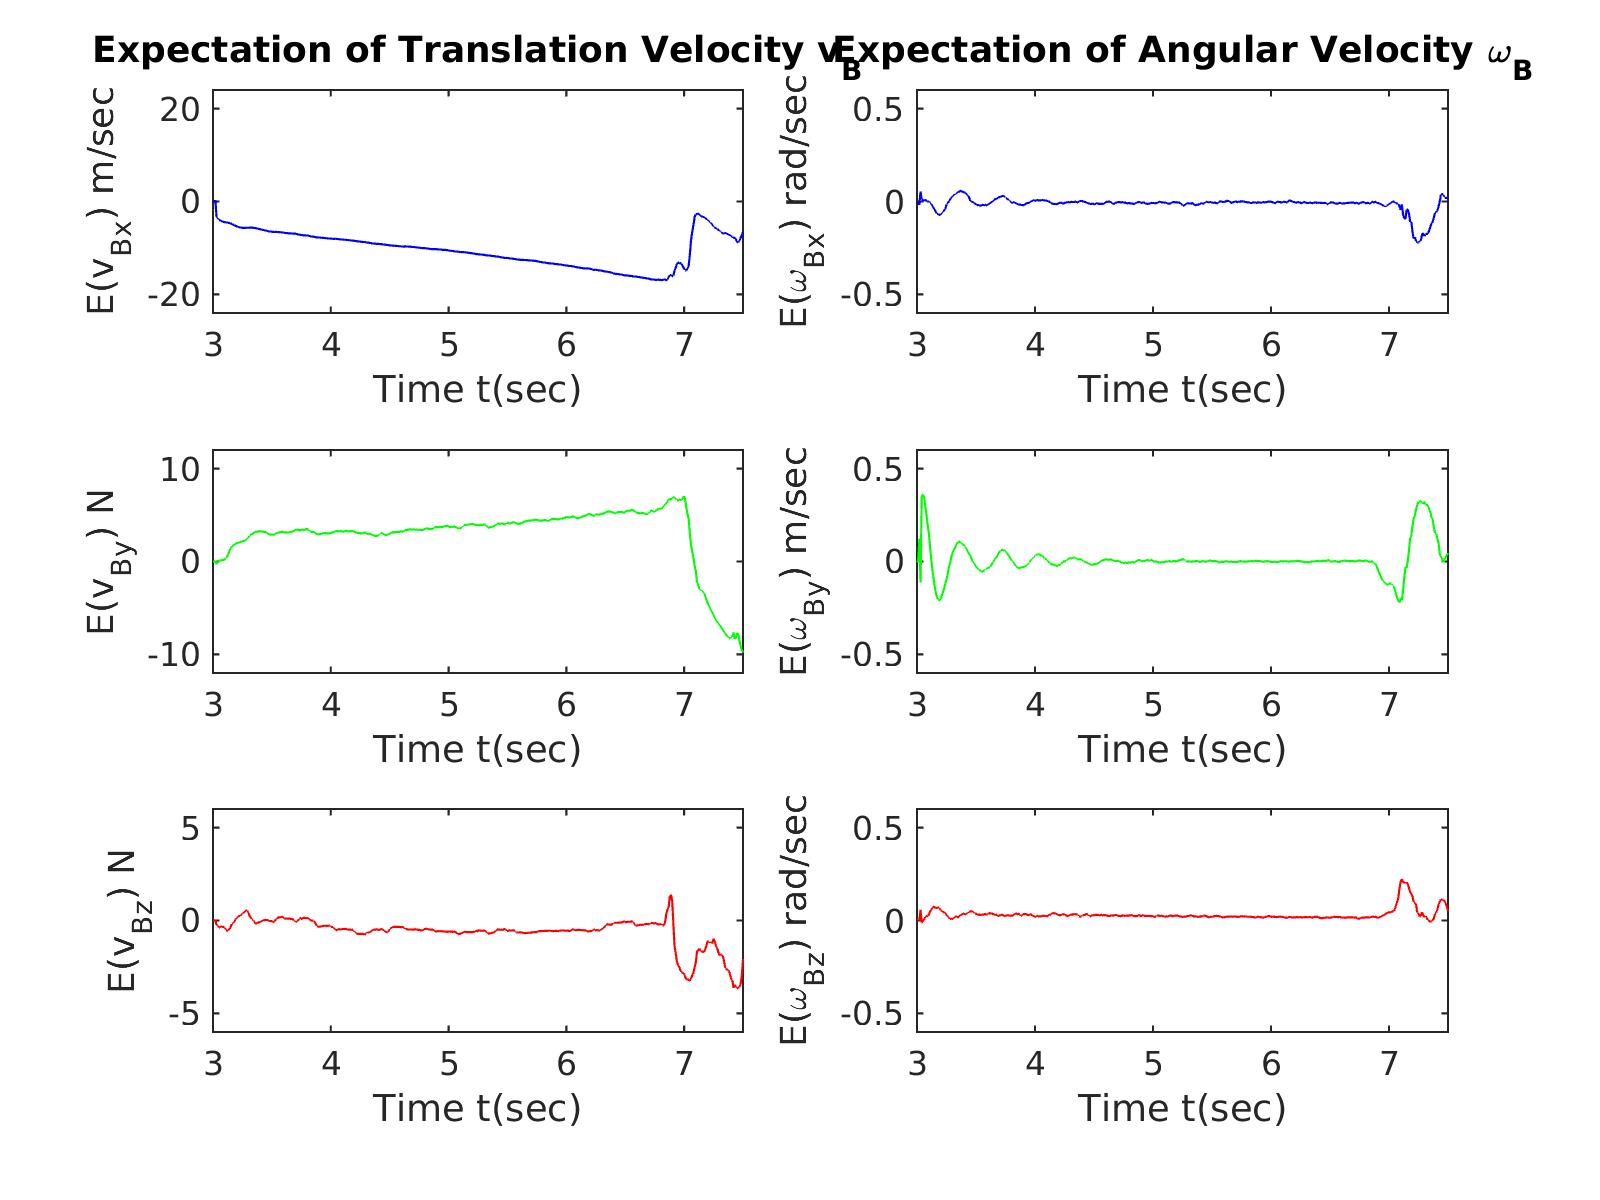 Expectation of Translation Velocity vB
Expectation of Angular Velocity ωB
E(vBx) m/sec
20
0
-20
3 4 5 6 7
Time t(sec)
E(ωBx) rad/sec
0.5
0
-0.5
3 4 5 6 7
Time t(sec)
E(vBy) N
10
0
-10
3 4 5 6 7
Time t(sec)
E(ωBy) m/sec
0.5
0
-0.5
3 4 5 6 7
Time t(sec)
E(vBz) N
5
0
-5
3 4 5 6 7
Time t(sec)
E(ωBz) rad/sec
0.5
0
-0.5
3 4 5 6 7
Time t(sec)